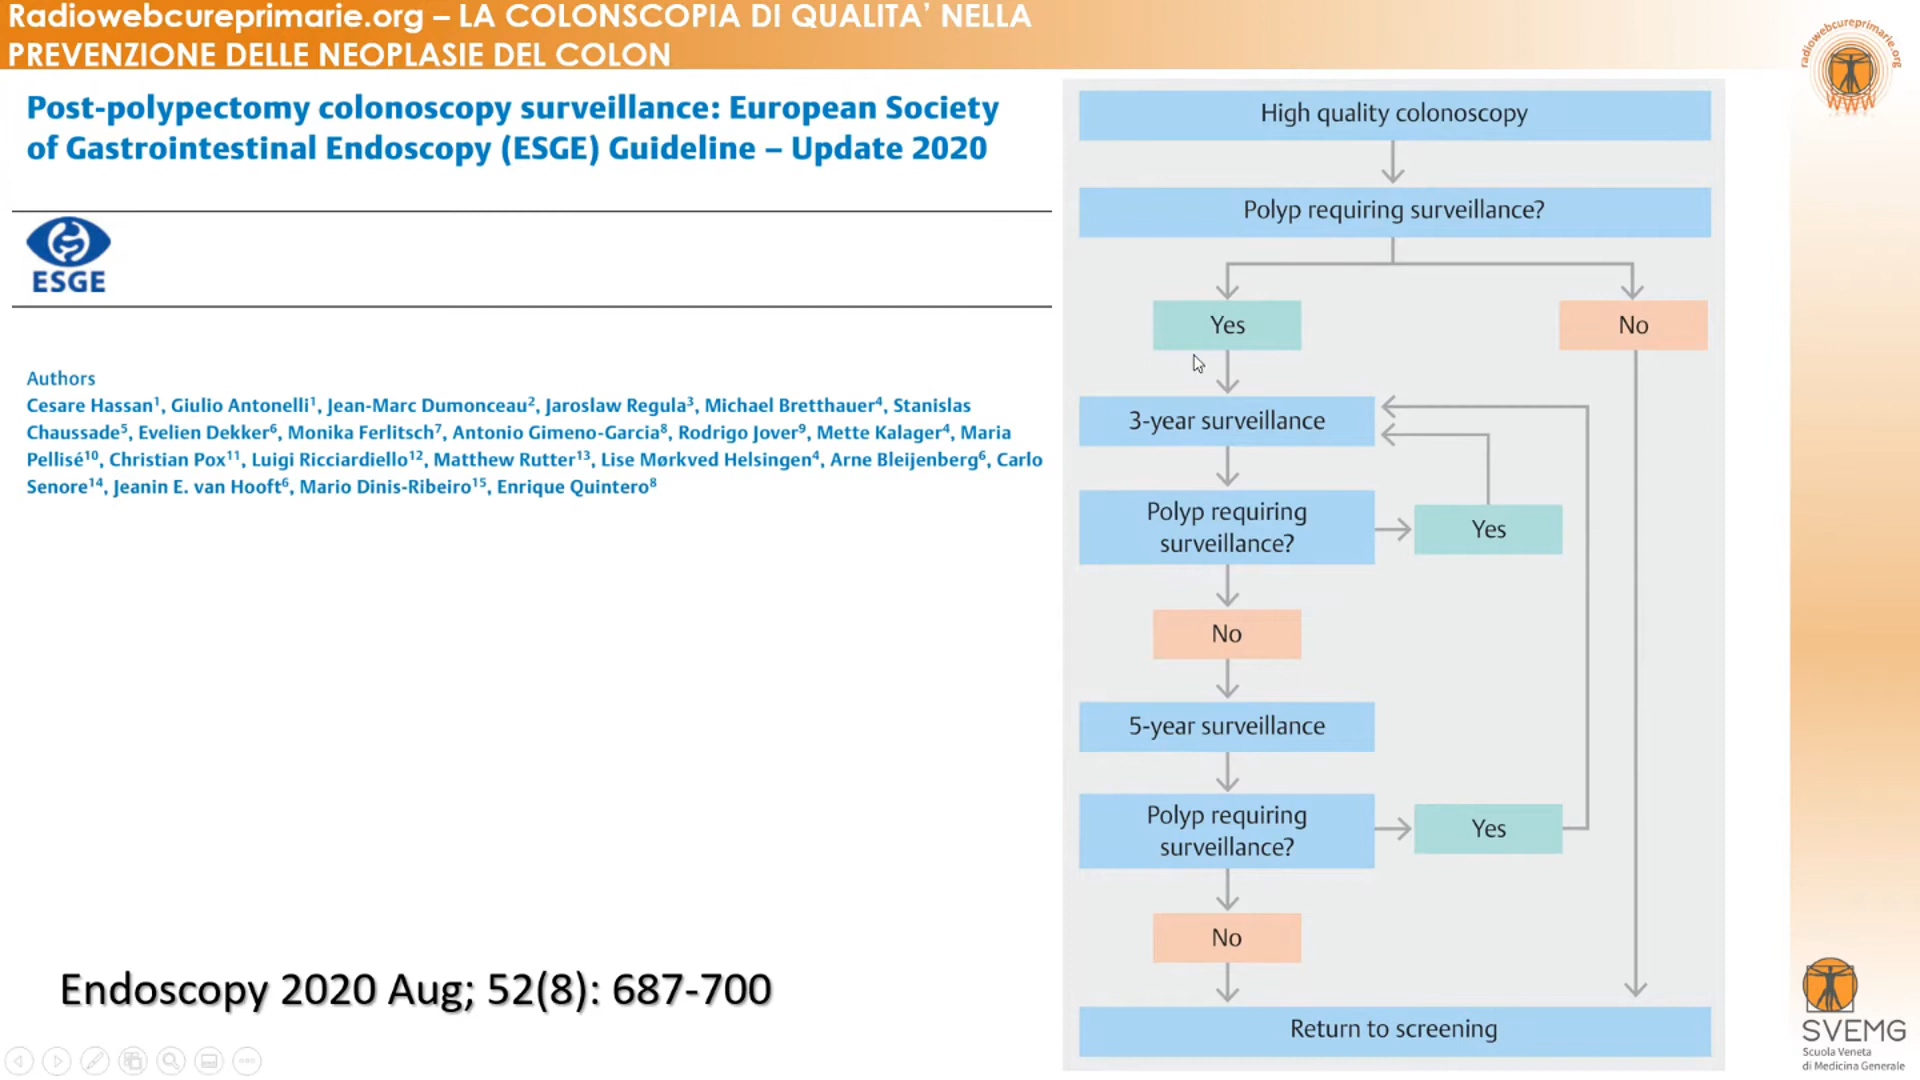 Radiowebcureprimarie.org – LA COLONSCOPIA DI QUALITA’ NELLA
PREVENZIONE DELLE NEOPLASIE DEL COLON
radiowebcureprimarie.org
WWW
Post-polypectomy colonoscopy surveillance: European Society
of Gastrointestinal Endoscopy (ESGE) Guideline – Update 2020
ESGE
Authors
Cesare Hassan¹, Giulio Antonelli¹, Jean-Marc Dumonceau², Jaroslaw Regula³, Michael Bretthauer⁴, Stanislas
Chaussade⁵, Evelien Dekker⁶, Monika Ferlitsch⁷, Antonio Gimeno-Garcia⁸, Rodrigo Jover⁹, Mette Kalager⁴, Maria
Pellisé¹⁰, Christian Pox¹¹, Luigi Ricciardiello¹², Matthew Rutter¹³, Lise Mørkved Helsingen⁴, Arne Bleijenberg⁶, Carlo
Senore¹⁴, Jeanin E. van Hooft⁶, Mario Dinis-Ribeiro¹⁵, Enrique Quintero⁸
Endoscopy 2020 Aug; 52(8): 687-700
High quality colonoscopy
Polyp requiring surveillance?
Yes
No
3-year surveillance
Polyp requiring
surveillance?
Yes
No
5-year surveillance
Polyp requiring
surveillance?
Yes
No
Return to screening
SVEMG
Scuola Veneta
di Medicina Generale